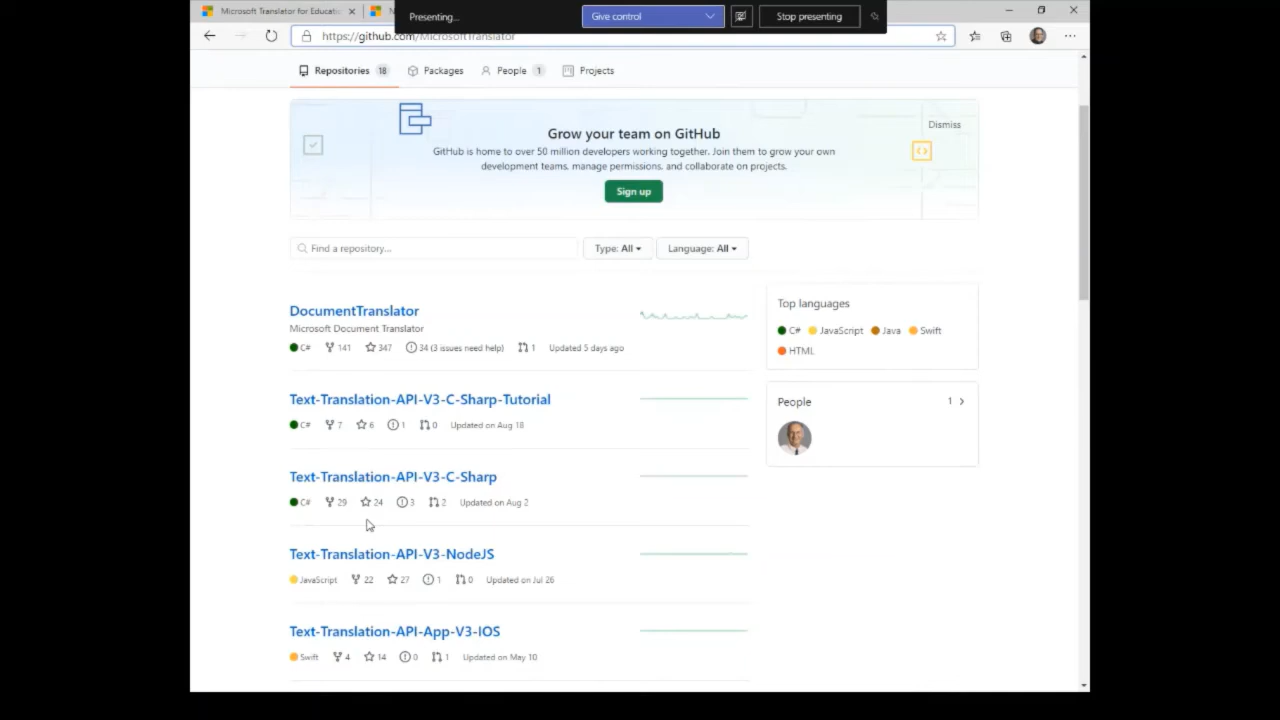 Microsoft Translator for Educati
Presenting...
Give control
Stop presenting
https://github.com/MicrosoftTranslator
Repositories 18
Packages
People 1
Projects
Grow your team on GitHub
Dismiss
GitHub is home to over 50 million developers working together. Join them to grow your
own development teams, manage permissions, and collaborate on projects.
Sign up
Find a repository...
Type: All
Language: All
DocumentTranslator
Microsoft Document Translator
C# 141 347 34 (3 issues need help) 1 Updated 5 days ago
Text-Translation-API-V3-C-Sharp-Tutorial
C# 7 6 1 0 Updated on Aug 18
Text-Translation-API-V3-C-Sharp
C# 29 24 3 2 Updated on Aug 2
Text-Translation-API-V3-NodeJS
JavaScript 22 27 1 0 Updated on Jul 26
Text-Translation-API-App-V3-IOS
Swift 4 14 0 1 Updated on May 10
Top languages
C# JavaScript Java Swift
HTML
People 1